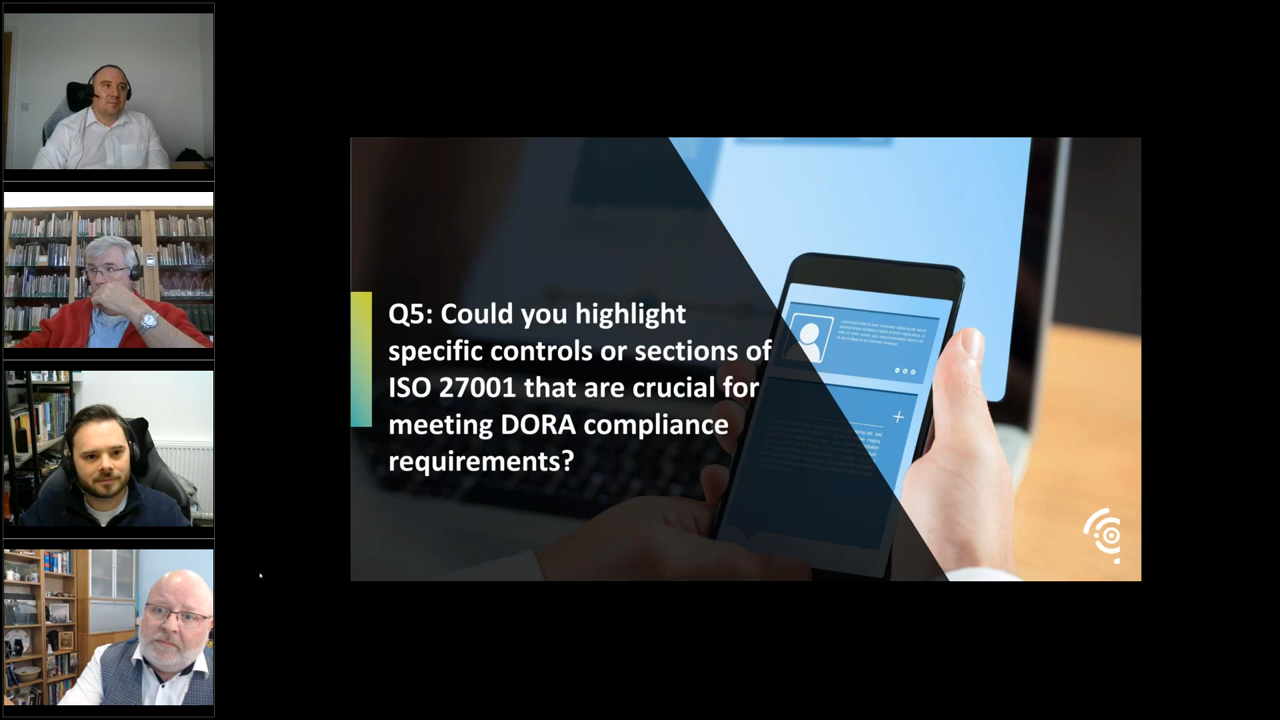 Q5: Could you highlight
specific controls or sections of
ISO 27001 that are crucial for
meeting DORA compliance
requirements?